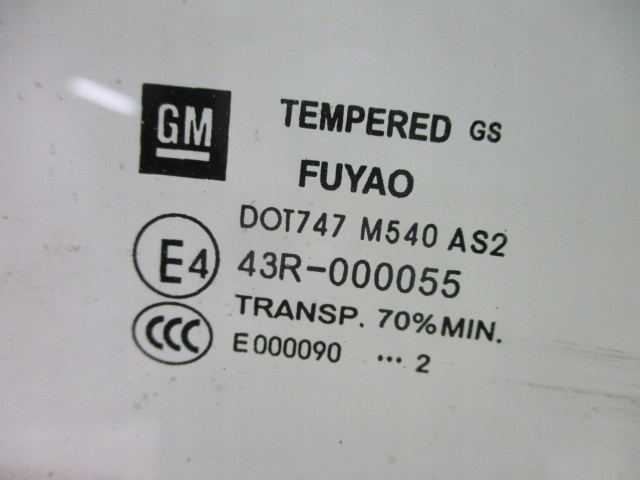 GM
TEMPERED GS
FUYAO
DOT747 M540 AS2
E4 43R-000055
TRANSP. 70%MIN.
CCC E000090 ••• 2